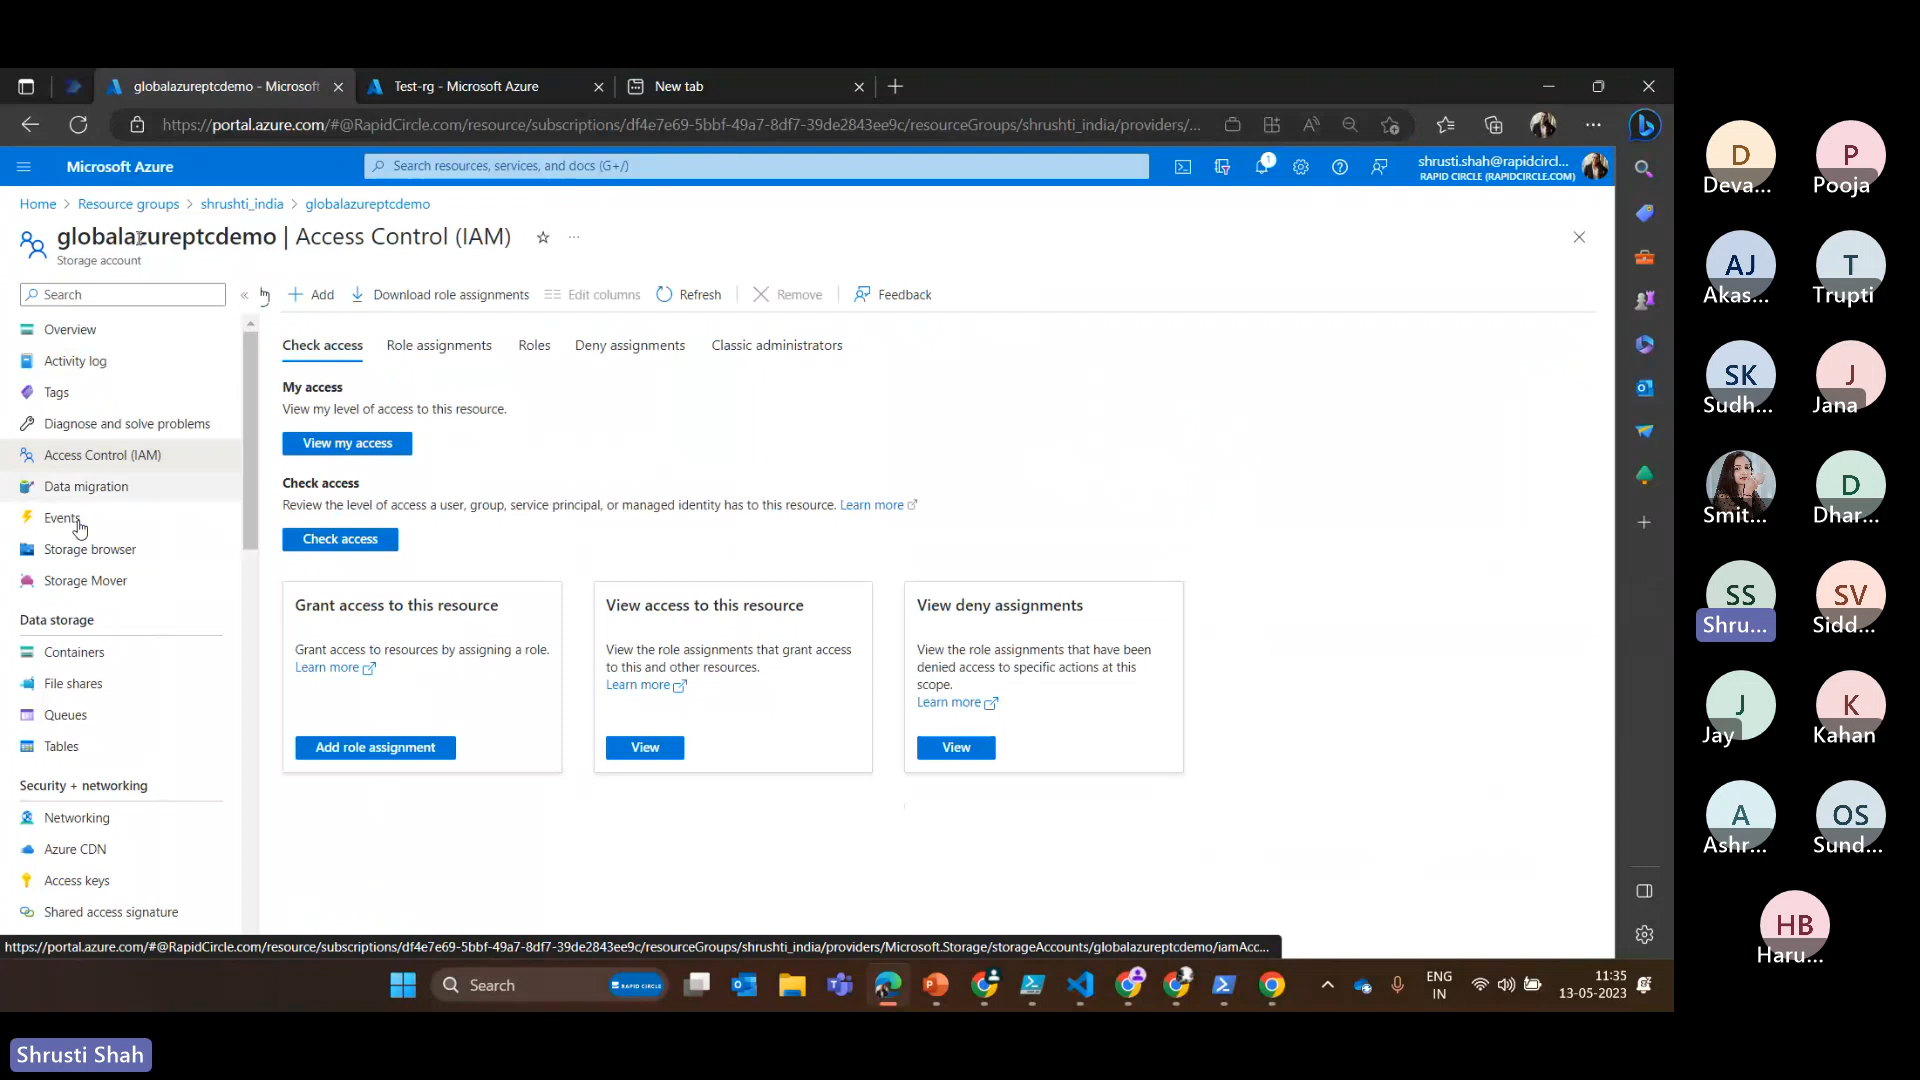 globalazureptcdemo - Microsoft
Test-rg - Microsoft Azure
New tab
https://portal.azure.com/#@RapidCircle.com/resource/subscriptions/df4e7e69-5bbf-49a7-8df7-39de2843ee9c/resourceGroups/shrushti_india/providers/...
Microsoft Azure
Search resources, services, and docs (G+/)
1
shrusti.shah@rapidcircl...
RAPID CIRCLE (RAPIDCIRCLE.COM)
Home > Resource groups > shrushti_india > globalazureptcdemo
globalazureptcdemo | Access Control (IAM)
Storage account
Search
Add
Download role assignments
Edit columns
Refresh
Remove
Feedback
Overview
Activity log
Tags
Diagnose and solve problems
Access Control (IAM)
Data migration
Events
Storage browser
Storage Mover
Data storage
Containers
File shares
Queues
Tables
Security + networking
Networking
Azure CDN
Access keys
Shared access signature
Check access
Role assignments
Roles
Deny assignments
Classic administrators
My access
View my level of access to this resource.
View my access
Check access
Review the level of access a user, group, service principal, or managed identity has to this resource. Learn more
Check access
Grant access to this resource
Grant access to resources by assigning a role.
Learn more
Add role assignment
View access to this resource
View the role assignments that grant access
to this and other resources.
Learn more
View
View deny assignments
View the role assignments that have been
denied access to specific actions at this
scope.
Learn more
View
https://portal.azure.com/#@RapidCircle.com/resource/subscriptions/df4e7e69-5bbf-49a7-8df7-39de2843ee9c/resourceGroups/shrushti_india/providers/Microsoft.Storage/storageAccounts/globalazureptcdemo/iamAcc...
Search
RAPID CIRCLE
ENG
IN
11:35
13-05-2023
D
Deva...
P
Pooja
AJ
Akas...
T
Trupti
SK
Sudh...
J
Jana
Smit...
D
Dhar...
SS
Shru...
SV
Sidd...
J
Jay
K
Kahan
A
Ashr...
OS
Sund...
HB
Haru...
Shrusti Shah